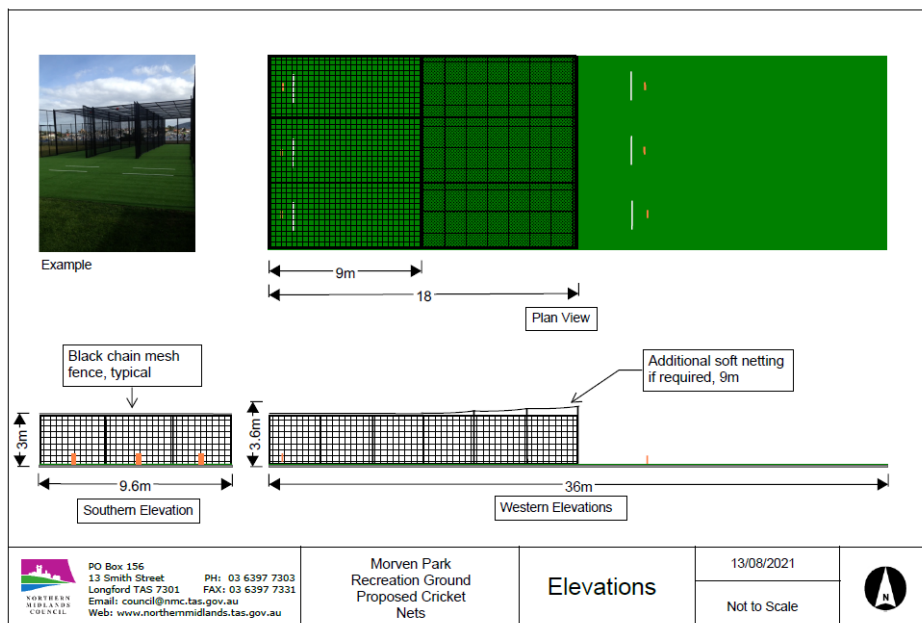 Example
9m
18
Plan View
Black chain mesh
fence, typical
Additional soft netting
if required, 9m
3m
3.6m
9.6m
36m
Southern Elevation
Western Elevations
NORTHERN
MIDLANDS
COUNCIL
PO Box 156
13 Smith Street PH: 03 6397 7303
Longford TAS 7301 FAX: 03 6397 7331
Email: council@nmc.tas.gov.au
Web: www.northernmidlands.tas.gov.au
Morven Park
Recreation Ground
Proposed Cricket
Nets
Elevations
13/08/2021
Not to Scale
N